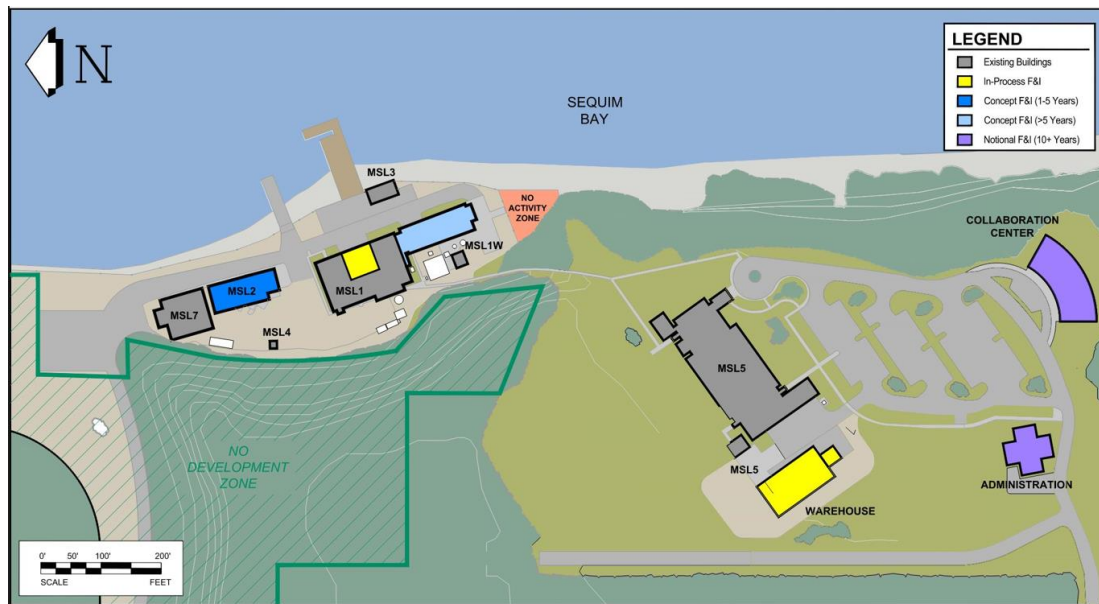 N
SEQUIM
BAY
LEGEND
Existing Buildings
In-Process F&I
Concept F&I (1-5 Years)
Concept F&I (>5 Years)
Notional F&I (10+ Years)
MSL3
NO
ACTIVITY
ZONE
MSL1W
MSL1
MSL2
MSL7
MSL4
COLLABORATION
CENTER
MSL5
MSL5
WAREHOUSE
ADMINISTRATION
NO
DEVELOPMENT
ZONE
0' 50' 100' 200'
SCALE FEET